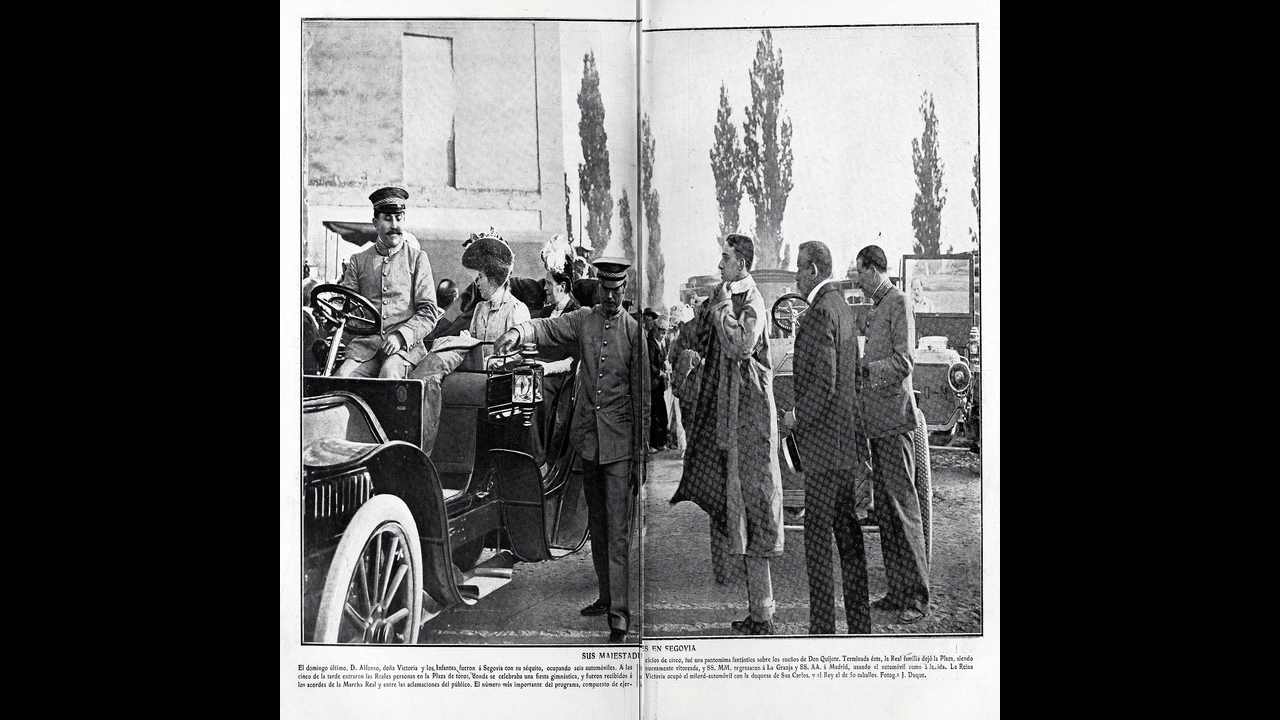 SUS MAIESTADES EN SEGOVIA
El domingo último, D. Alfonso, doña Victoria y los Infantes, fueron á Segovia con su séquito, ocupando seis automóviles. A las
cinco de la tarde entraron las Reales personas en la Plaza de toros, donde se celebraba una fiesta gimnástica, y fueron recibidos á
los acordes de la Marcha Real y entre las aclamaciones del público. El número más importante del programa, compuesto de ejer-
cicios de circo, fué una pantomima fantástica sobre los sueños de Don Quijote. Terminada ésta, la Real familia dejó la Plaza, siendo
nuevamente vitoreada, y SS. MM. regresaron á La Granja y SS. AA. á Madrid, usando el automóvil como á la ida. La Reina
Victoria ocupó el milord-automóvil con la duquesa de San Carlos, y el Rey el de 50 caballos. Fotog.ª J. Duque.